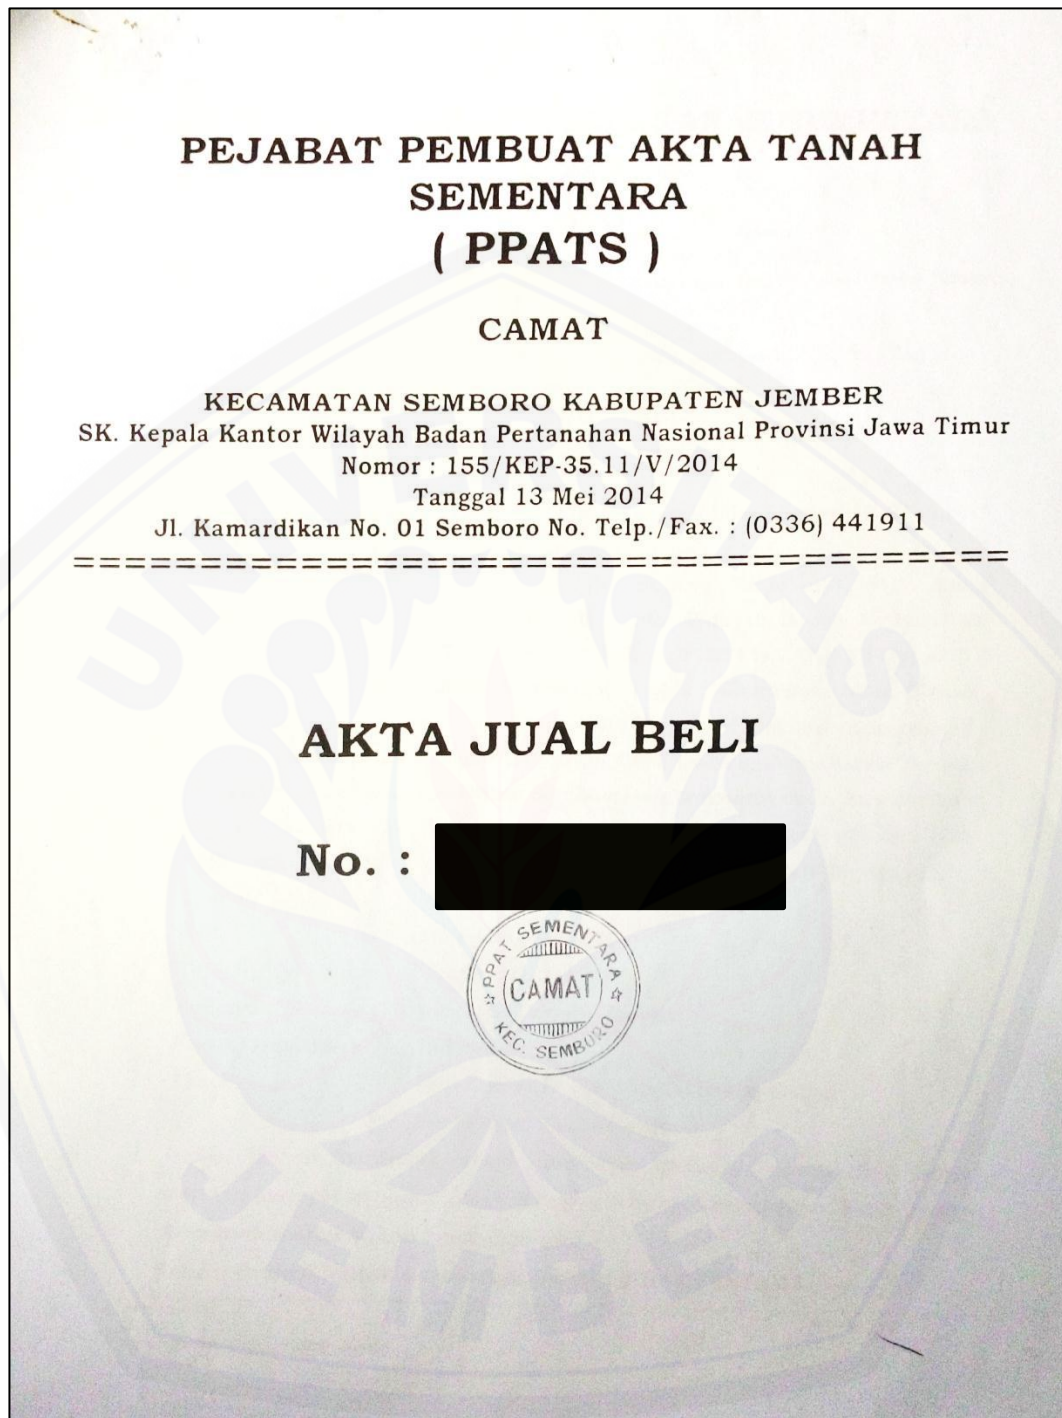 PEJABAT PEMBUAT AKTA TANAH
SEMENTARA
( PPATS )
CAMAT
KECAMATAN SEMBORO KABUPATEN JEMBER
SK. Kepala Kantor Wilayah Badan Pertanahan Nasional Provinsi Jawa Timur
Nomor : 155/KEP-35.11/V/2014
Tanggal 13 Mei 2014
Jl. Kamardikan No. 01 Semboro No. Telp./Fax. : (0336) 441911
=======================================
AKTA JUAL BELI
No. :
PPAT SEMENTARA
CAMAT
KEC. SEMBORO
UNIVERSITAS
JEMBER